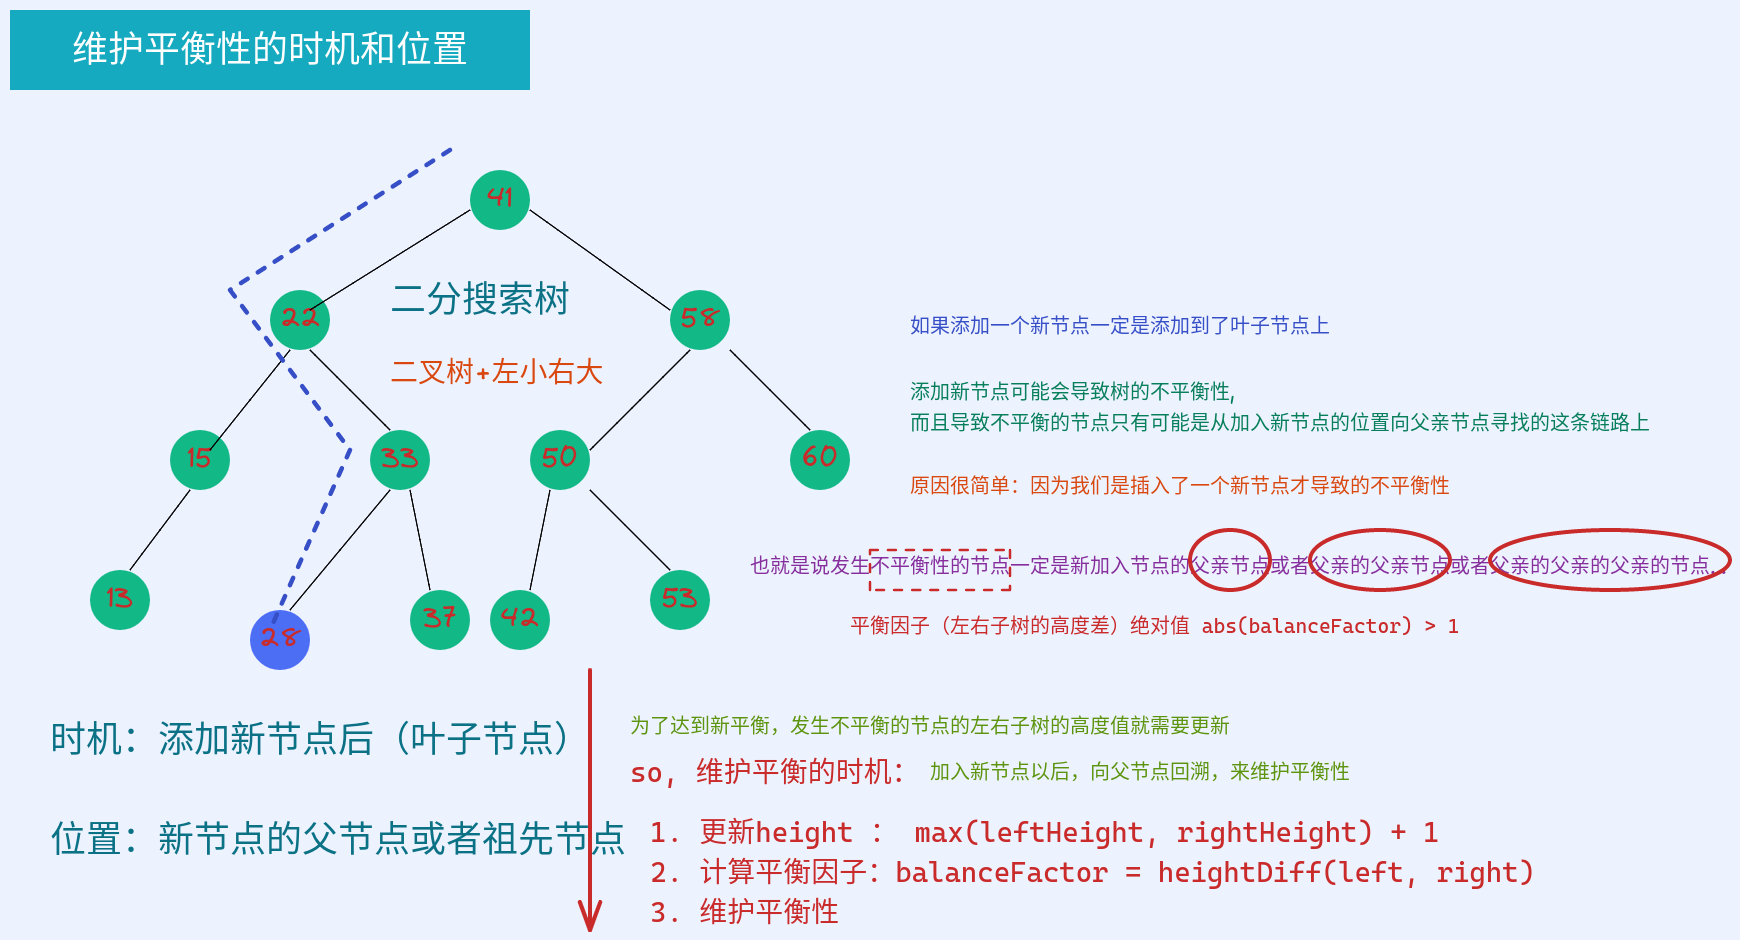 维护平衡性的时机和位置
41
二分搜索树
22
58
如果添加一个新节点一定是添加到了叶子节点上
二叉树+左小右大
添加新节点可能会导致树的不平衡性,
而且导致不平衡的节点只有可能是从加入新节点的位置向父亲节点寻找的这条链路上
15
33
50
60
原因很简单：因为我们是插入了一个新节点才导致的不平衡性
也就是说发生不平衡性的节点一定是新加入节点的父亲节点或者父亲的父亲节点或者父亲的父亲的父亲的节点...
13
28
37
42
53
平衡因子（左右子树的高度差）绝对值 abs(balanceFactor) > 1
时机：添加新节点后（叶子节点）
为了达到新平衡，发生不平衡的节点的左右子树的高度值就需要更新
so, 维护平衡的时机： 加入新节点以后，向父节点回溯，来维护平衡性
位置：新节点的父节点或者祖先节点
1. 更新height : max(leftHeight, rightHeight) + 1
2. 计算平衡因子：balanceFactor = heightDiff(left, right)
3. 维护平衡性